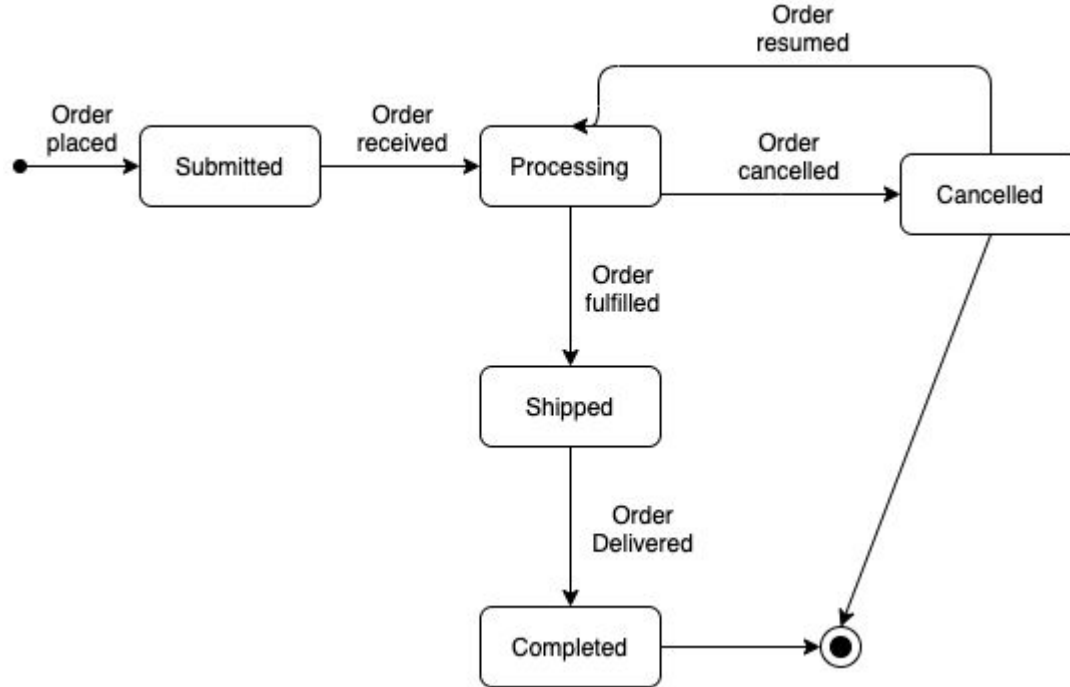 Order
resumed
Order
placed
Order
received
Order
cancelled
Submitted
Processing
Cancelled
Order
fulfilled
Shipped
Order
Delivered
Completed